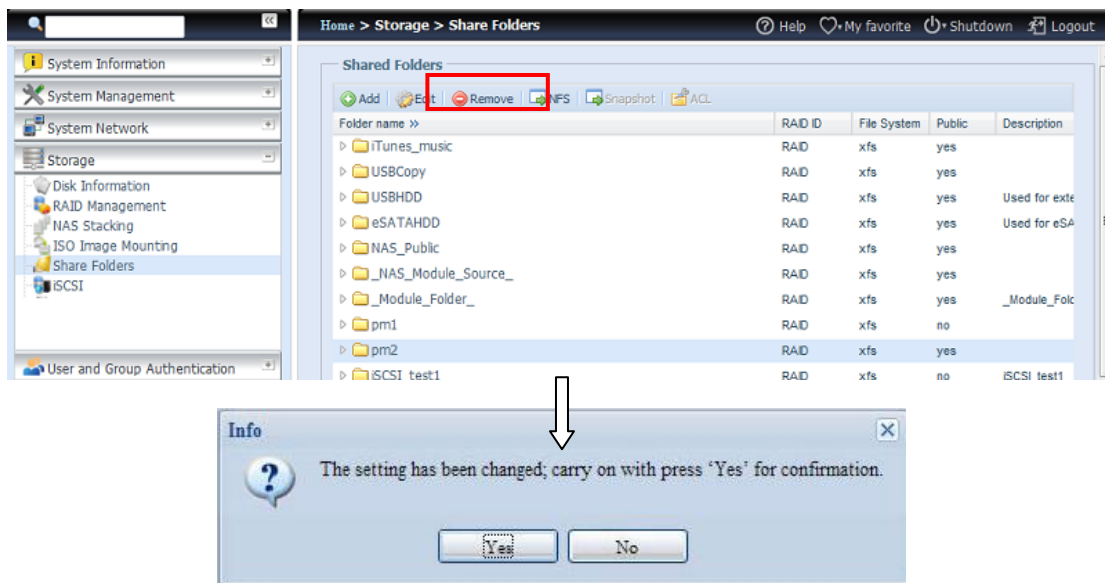 Home > Storage > Share Folders
Help My favorite Shutdown Logout
System Information
System Management
System Network
Storage
Disk Information
RAID Management
NAS Stacking
ISO Image Mounting
Share Folders
iSCSI
User and Group Authentication
Shared Folders
Add Edit Remove NFS Snapshot ACL
Folder name » RAID ID File System Public Description
iTunes_music RAID xfs yes
USBCopy RAID xfs yes
USBHDD RAID xfs yes Used for exte
eSATAHDD RAID xfs yes Used for eSA
NAS_Public RAID xfs yes
_NAS_Module_Source_ RAID xfs yes
_Module_Folder_ RAID xfs yes _Module_Fold
pm1 RAID xfs no
pm2 RAID xfs yes
iSCSI_test1 RAID xfs no iSCSI_test1
Info
The setting has been changed; carry on with press ‘Yes’ for confirmation.
Yes No